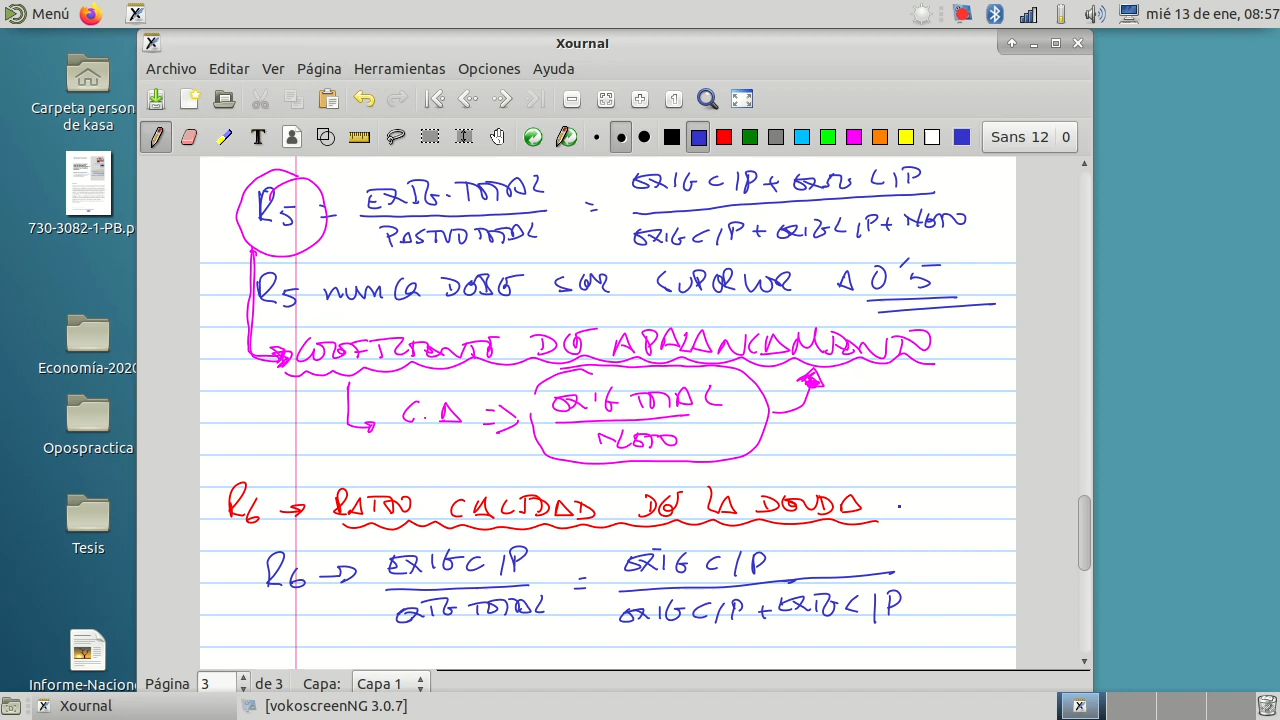 Menú
mié 13 de ene, 08:57
Carpeta person
de kasa
730-3082-1-PB.p
Economía-2020
Opospractica
Tesis
Informe-Nacion
Xournal
Archivo Editar Ver Página Herramientas Opciones Ayuda
Sans 12 0
R5 = EXIG. TOTAL / PASIVO TOTAL = EXIG C/P + EXIG L/P / EXIG C/P + EXIG L/P + NETO
R5 nunca DEBE SER SUPERIOR A 0'5
COEFICIENTE DE APALANCAMIENTO
C.A => EXIG TOTAL / NETO
R6 → RATIO CALIDAD DE LA DEUDA
R6 → EXIG C/P / EXIG TOTAL = EXIG C/P / EXIG C/P + EXIG L/P
Página 3 de 3 Capa: Capa 1
Xournal
[vokoscreenNG 3.0.7]